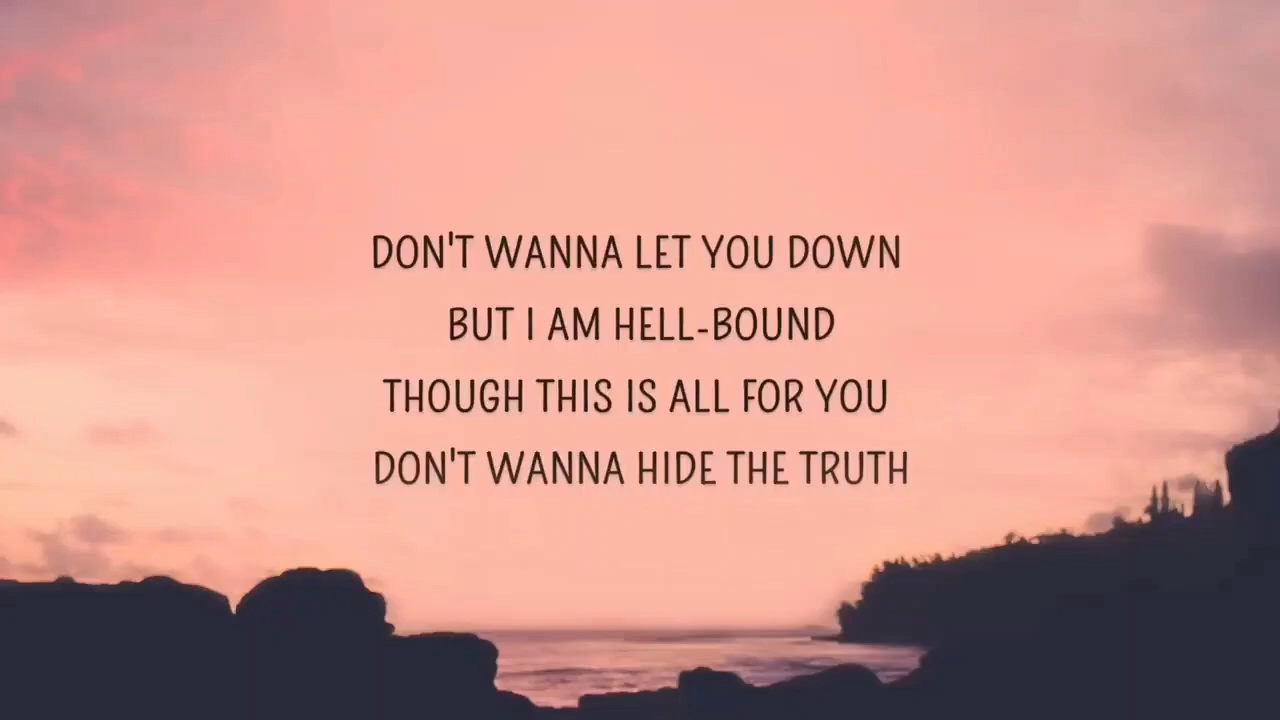 DON'T WANNA LET YOU DOWN
BUT I AM HELL-BOUND
THOUGH THIS IS ALL FOR YOU
DON'T WANNA HIDE THE TRUTH